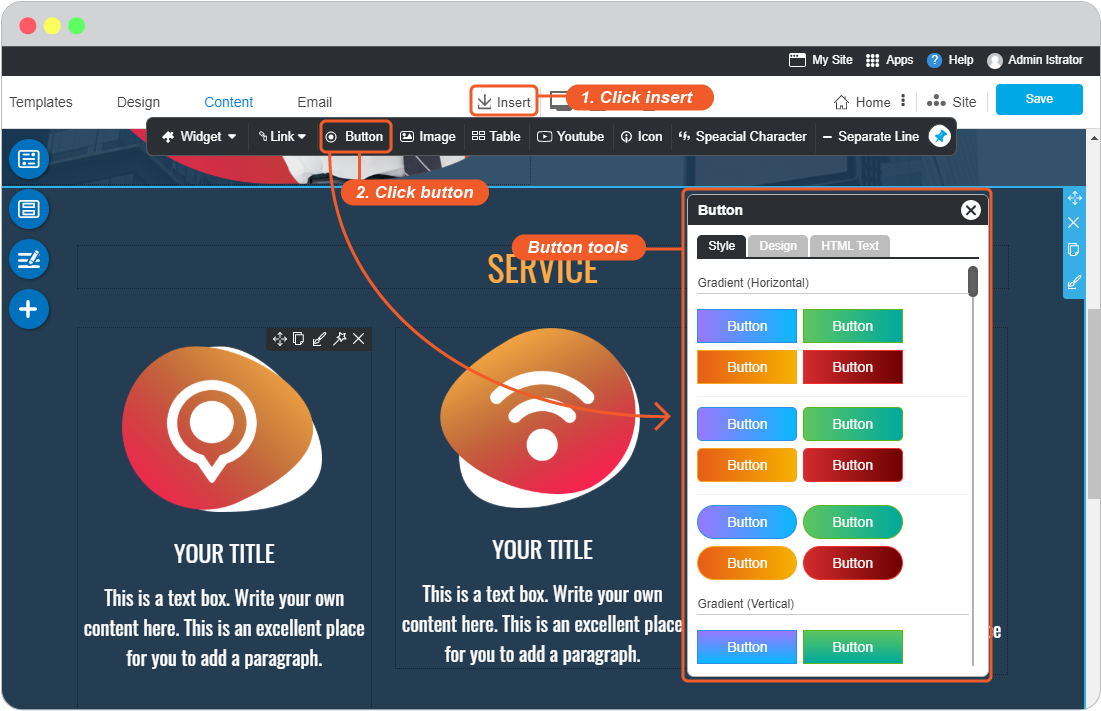 My Site Apps Help Admin Istrator
Templates Design Content Email Insert 1. Click insert Home Site Save
Widget Link Button Image Table Youtube Icon Speacial Character Separate Line
2. Click button
Button
Button tools
Style Design HTML Text
SERVICE
Gradient (Horizontal)
Button Button
Button Button
Button Button
Button Button
Button Button
Button Button
Gradient (Vertical)
Button Button
YOUR TITLE
This is a text box. Write your own
content here. This is an excellent place
for you to add a paragraph.
YOUR TITLE
This is a text box. Write your own
content here. This is an excellent place
for you to add a paragraph.